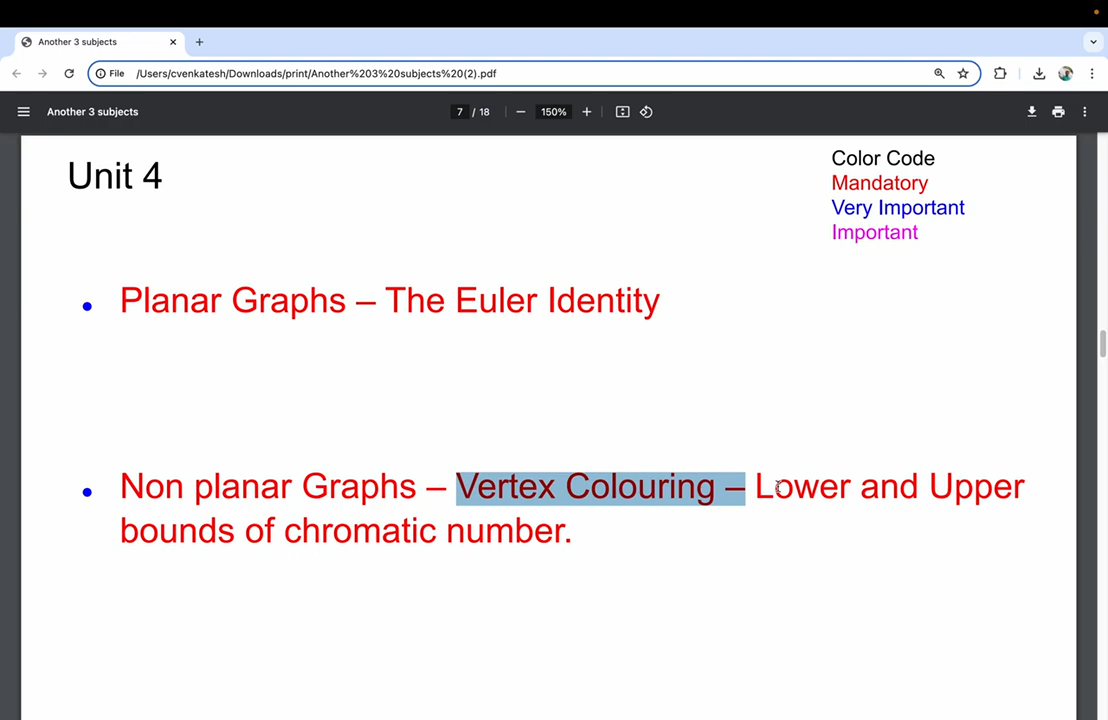 Another 3 subjects
File /Users/cvenkatesh/Downloads/print/Another%203%20subjects%20(2).pdf
Another 3 subjects 7 / 18 150%
Unit 4
Color Code
Mandatory
Very Important
Important
• Planar Graphs – The Euler Identity
• Non planar Graphs – Vertex Colouring – Lower and Upper
bounds of chromatic number.